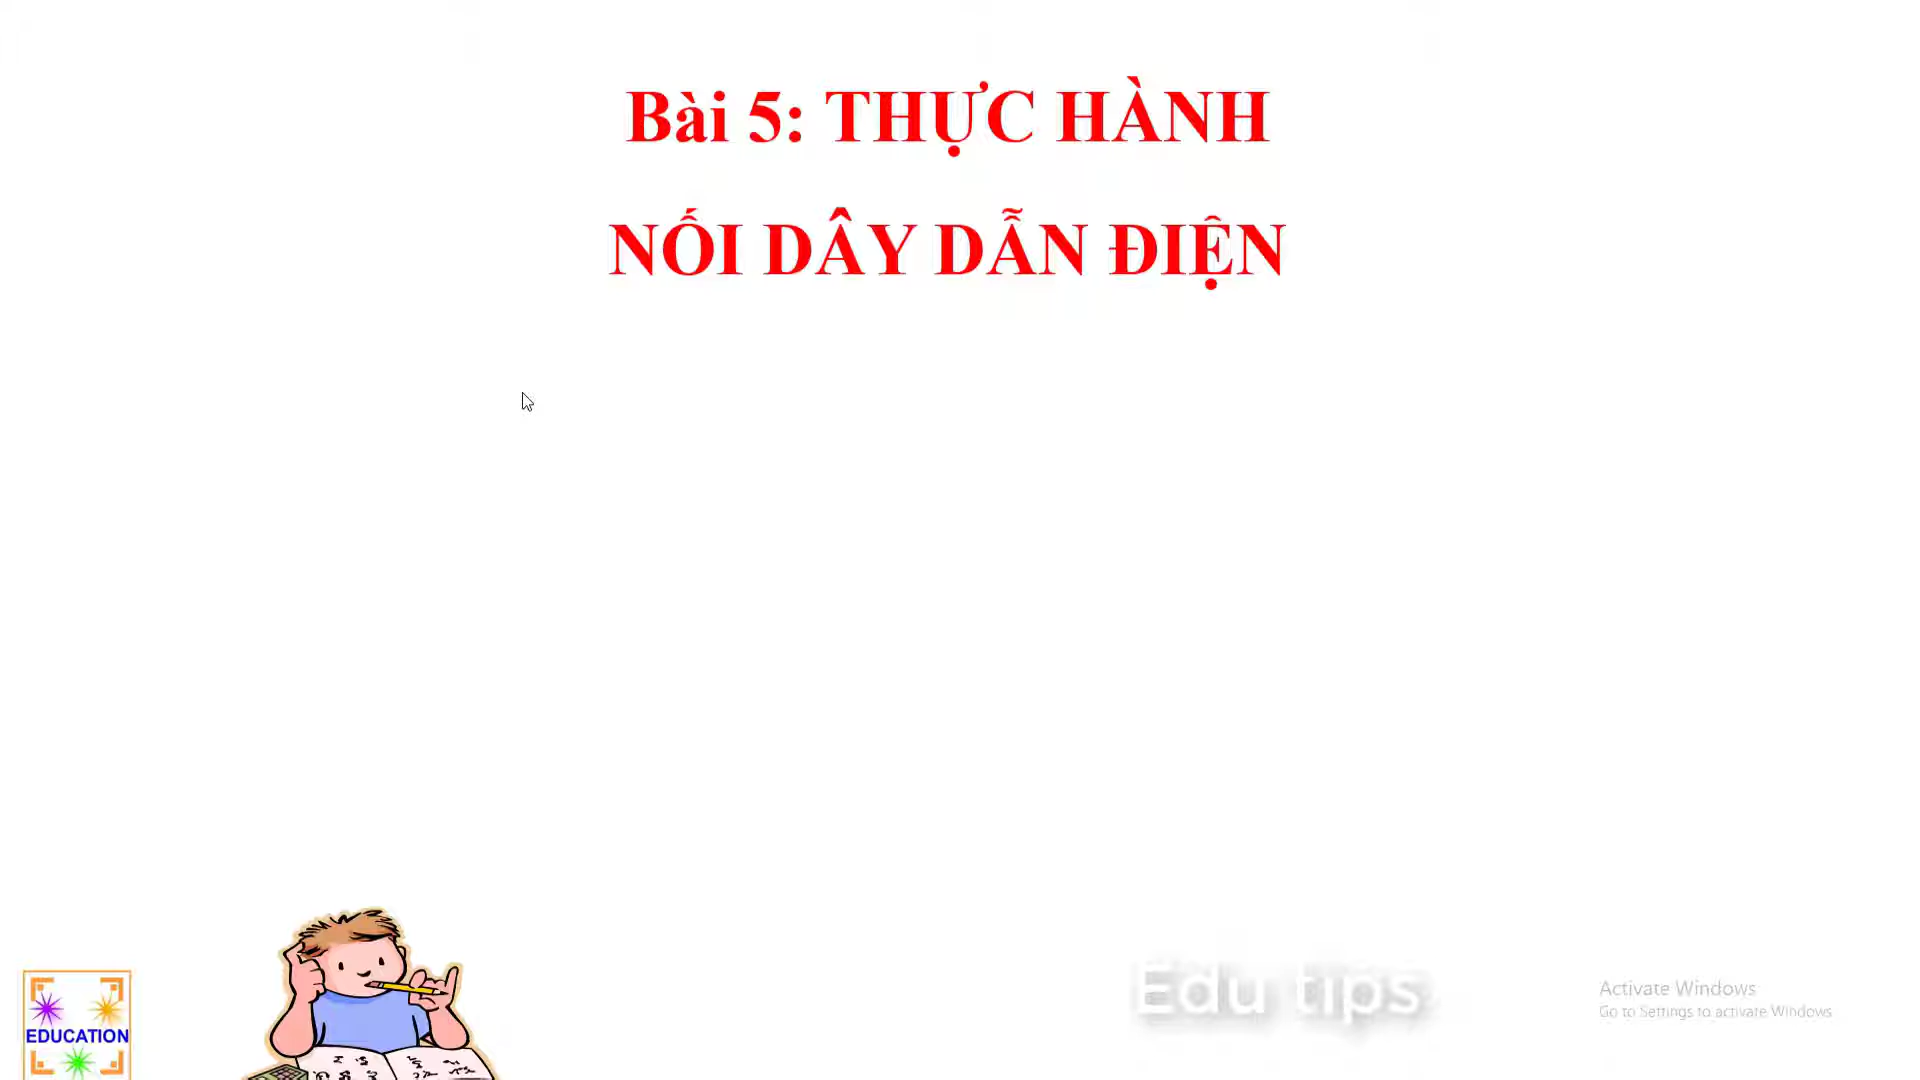 Bài 5: THỰC HÀNH
NỐI DÂY DẪN ĐIỆN
Edu tips
Activate Windows
Go to Settings to activate Windows
EDUCATION